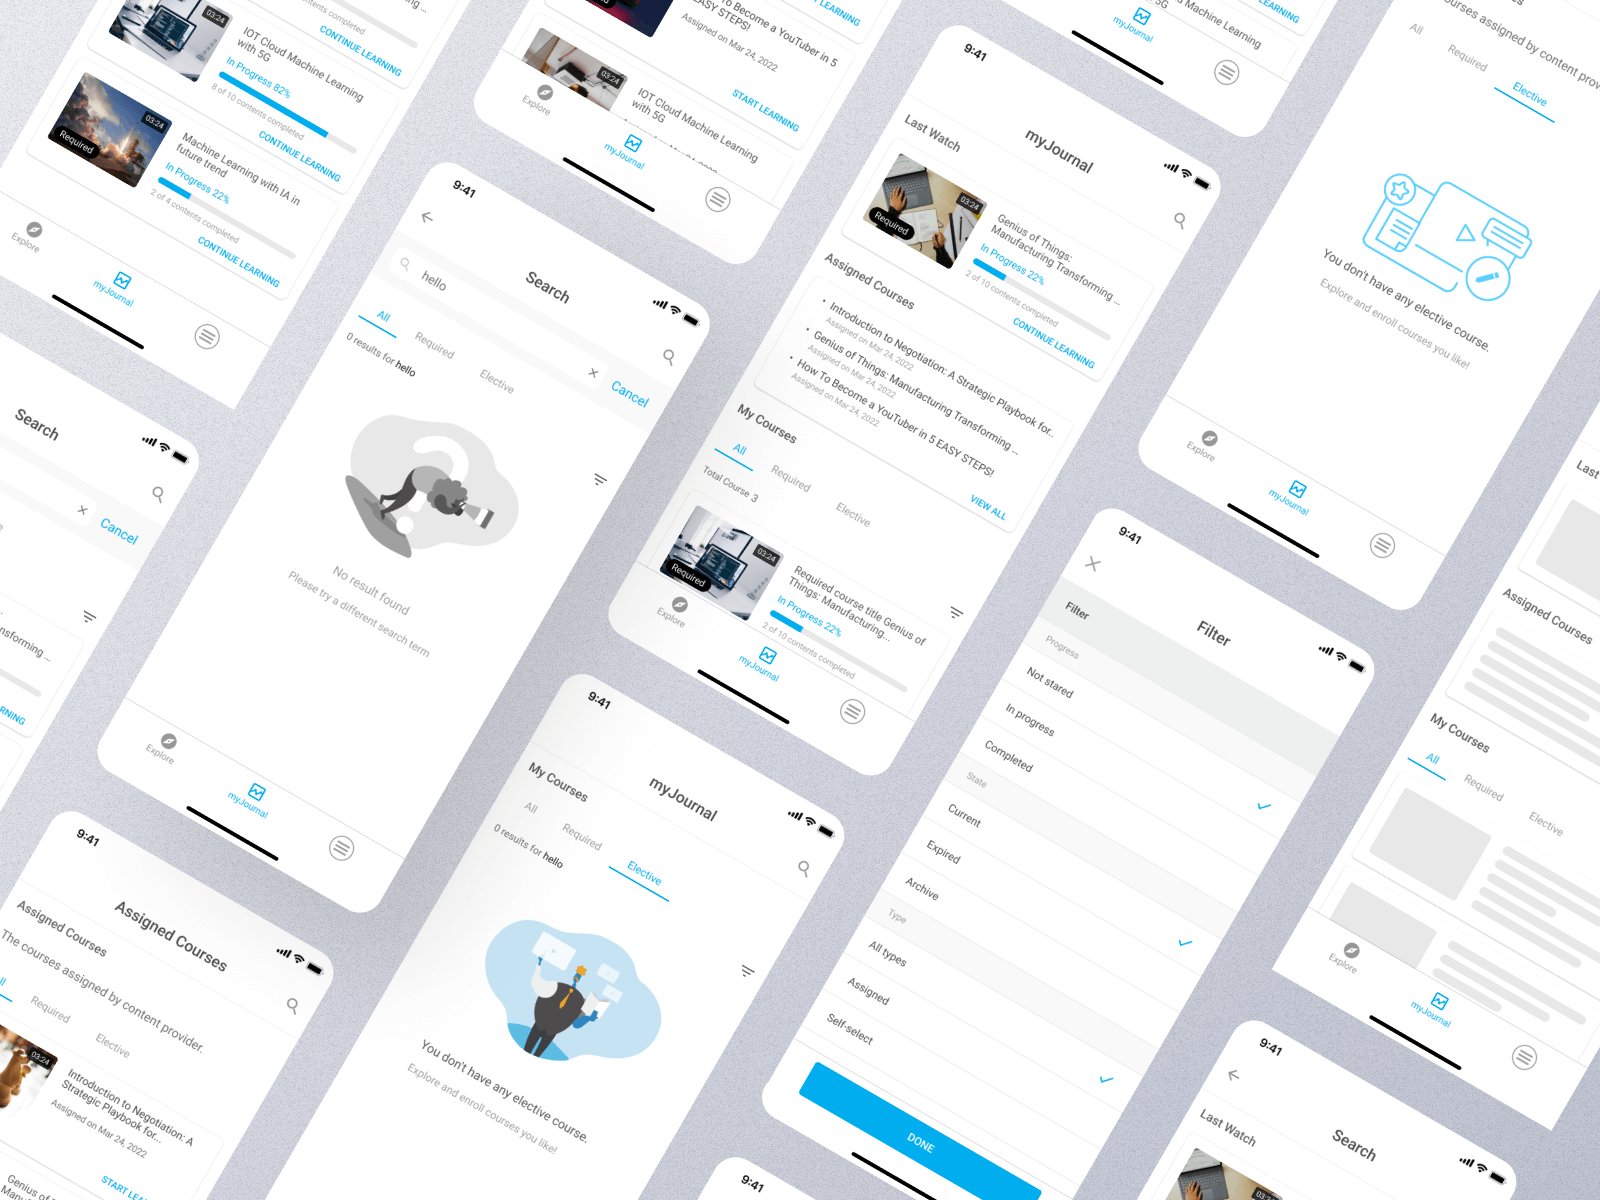 03:24
CONTINUE LEARNING
IOT Cloud Machine Learning
with 5G
In Progress 82%
8 of 10 contents completed
CONTINUE LEARNING
03:24
Required
Machine Learning with IA in
future trend
In Progress 22%
2 of 4 contents completed
CONTINUE LEARNING
Explore
myJournal
Required
How To Become a YouTuber in 5
EASY STEPS!
Assigned on Mar 24, 2022
START LEARNING
03:24
IOT Cloud Machine Learning
with 5G
Explore
myJournal
START LEARNING
Machine Learning
5G
CONTINUE LEARNING
myJournal
courses assigned by content
All
Required
Elective
You don't have any elective course.
Explore and enroll courses you like!
Explore
myJournal
9:41
Search
hello
Cancel
All
Required
Elective
0 results for hello
No result found
Please try a different search term
Explore
myJournal
9:41
myJournal
Last Watch
03:24
Required
Genius of Things:
Manufacturing Transforming ...
In Progress 22%
2 of 10 contents completed
CONTINUE LEARNING
Assigned Courses
• Introduction to Negotiation: A Strategic Playbook for..
Assigned on Mar 24, 2022
• Genius of Things: Manufacturing Transforming ...
Assigned on Mar 24, 2022
• How To Become a YouTuber in 5 EASY STEPS!
Assigned on Mar 24, 2022
VIEW ALL
My Courses
All
Required
Elective
Total Course 3
03:24
Required
Required course title Genius of
Things: Manufacturing...
In Progress 22%
2 of 10 contents completed
Explore
myJournal
Search
Cancel
9:41
Assigned Courses
Assigned Courses
The courses assigned by content provider.
Required
Elective
03:24
Introduction to Negotiation: A
Strategic Playbook for...
Assigned on Mar 24, 2022
START
Genius of
9:41
myJournal
My Courses
All
Required
Elective
0 results for hello
You don't have any elective course.
Explore and enroll courses you like!
9:41
Filter
Filter
Progress
Not stared
In progress
Completed
State
Current
Expired
Archive
Type
All types
Assigned
Self-select
DONE
Assigned Courses
My Courses
All
Required
Elective
Explore
myJournal
9:41
Search
Last Watch
03:24
9:41